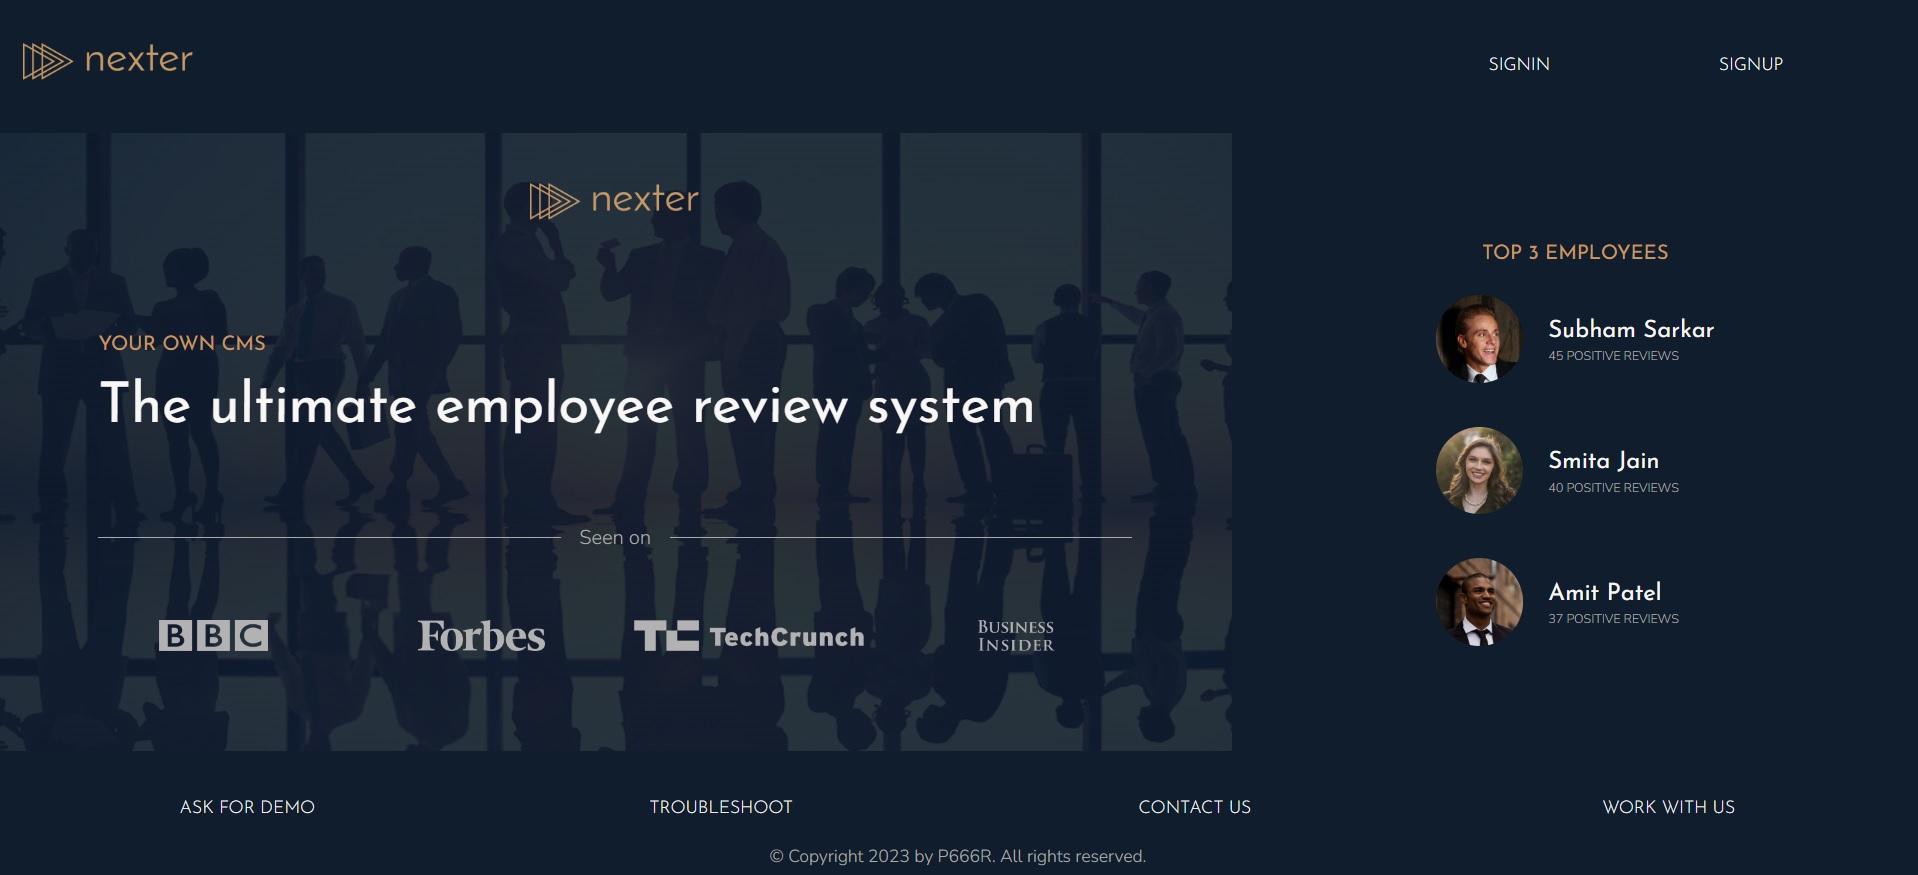 nexter
SIGNIN
SIGNUP
nexter
YOUR OWN CMS
The ultimate employee review system
Seen on
BBC
Forbes
TC TechCrunch
BUSINESS
INSIDER
TOP 3 EMPLOYEES
Subham Sarkar
45 POSITIVE REVIEWS
Smita Jain
40 POSITIVE REVIEWS
Amit Patel
37 POSITIVE REVIEWS
ASK FOR DEMO
TROUBLESHOOT
CONTACT US
WORK WITH US
© Copyright 2023 by P666R. All rights reserved.